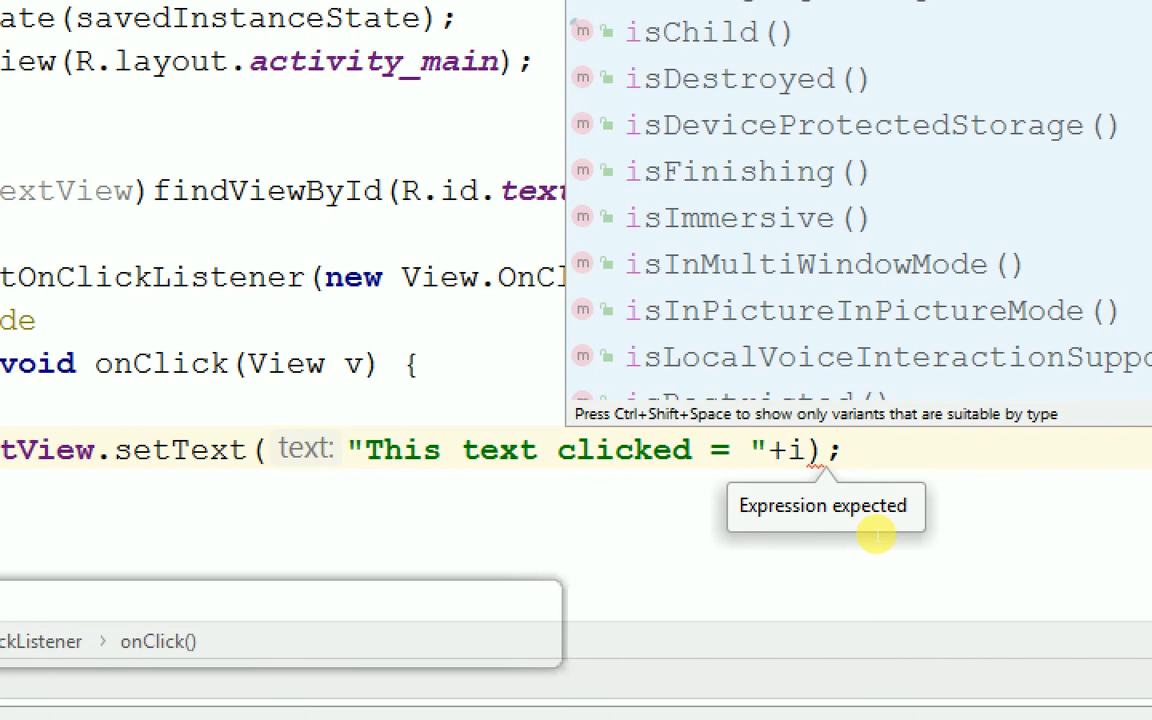 ate(savedInstanceState);
iew(R.layout.activity_main);
extView)findViewById(R.id.text
tOnClickListener(new View.OnCl
de
void onClick(View v) {
tView.setText( text: "This text clicked = "+i);
isChild()
isDestroyed()
isDeviceProtectedStorage()
isFinishing()
isImmersive()
isInMultiWindowMode()
isInPictureInPictureMode()
isLocalVoiceInteractionSuppo
isRestricted()
Press Ctrl+Shift+Space to show only variants that are suitable by type
Expression expected
ckListener › onClick()